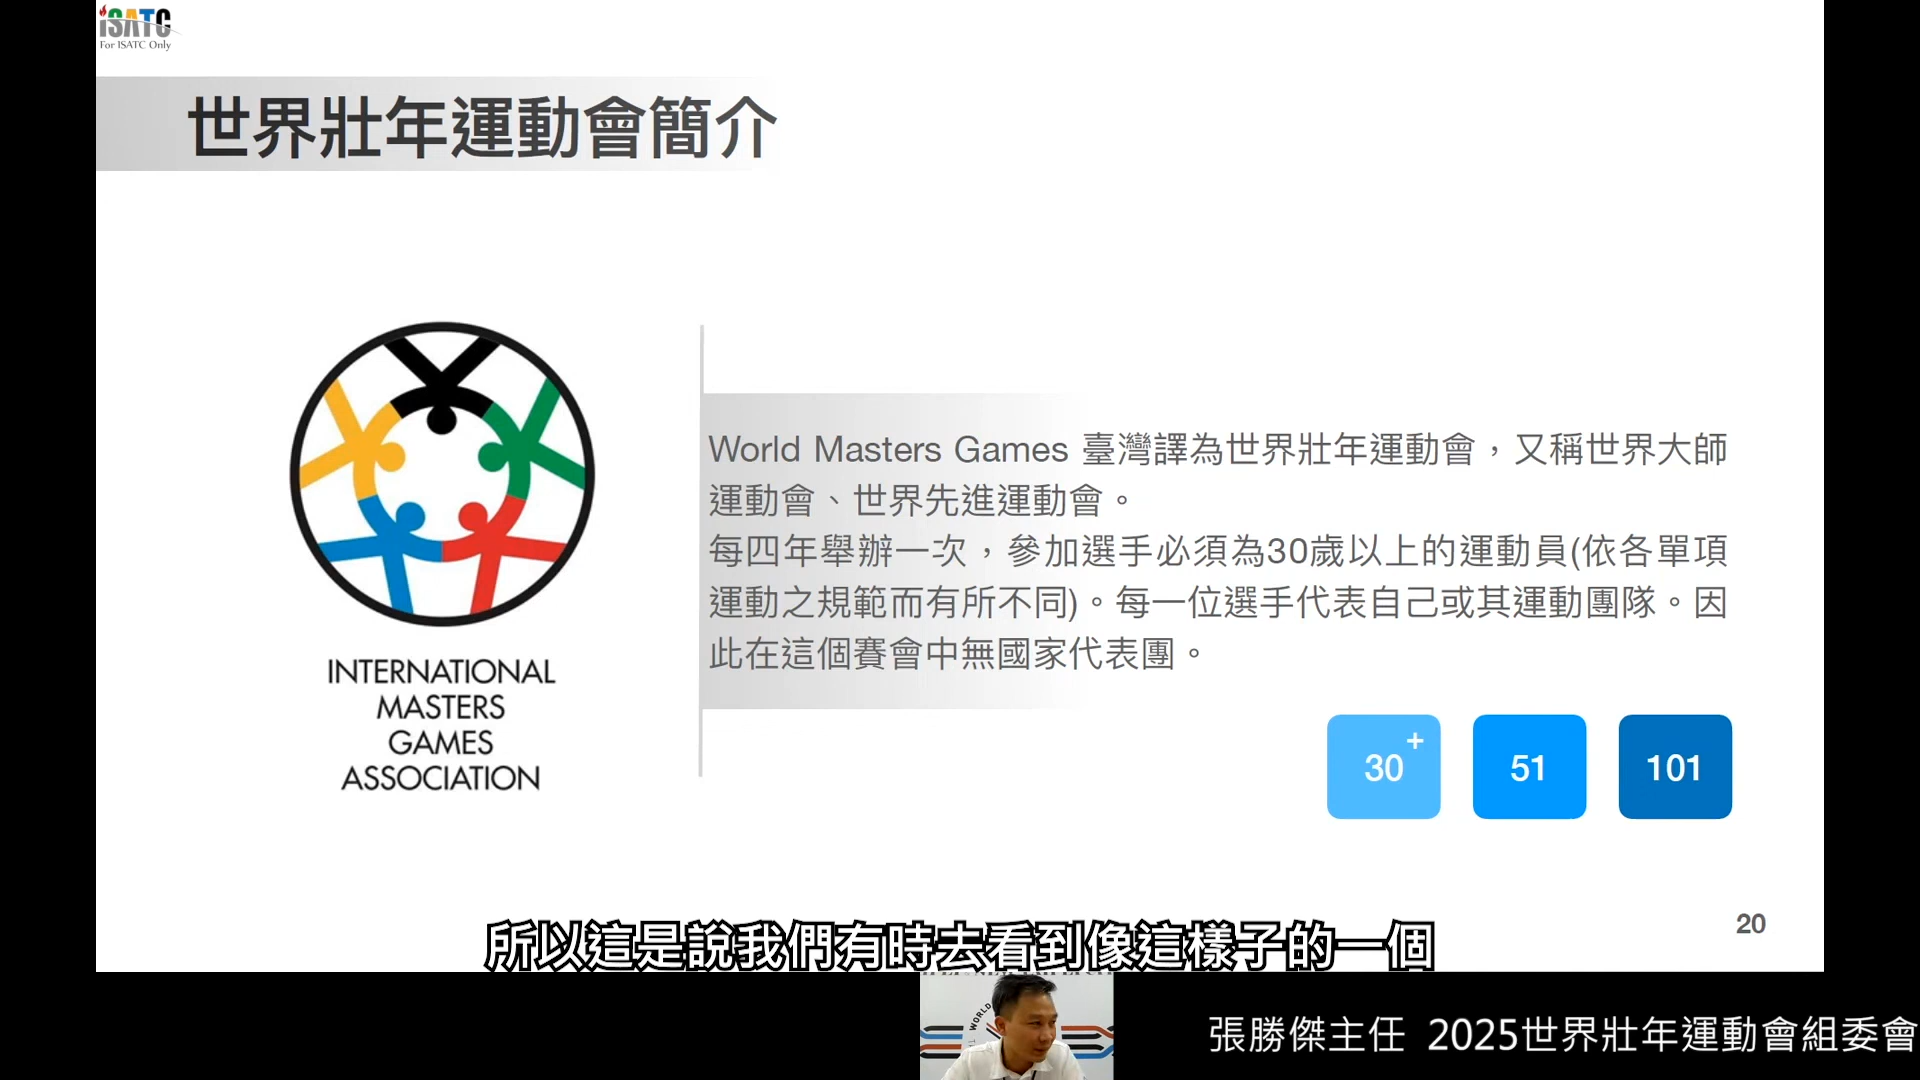 iSATC
For ISATC Only
世界壯年運動會簡介
INTERNATIONAL
MASTERS
GAMES
ASSOCIATION
World Masters Games 臺灣譯為世界壯年運動會，又稱世界大師
運動會、世界先進運動會。
每四年舉辦一次，參加選手必須為30歲以上的運動員(依各單項
運動之規範而有所不同)。每一位選手代表自己或其運動團隊。因
此在這個賽會中無國家代表團。
30+
51
101
20
所以這是說我們有時去看到像這樣子的一個
WORLD
張勝傑主任 2025世界壯年運動會組委會